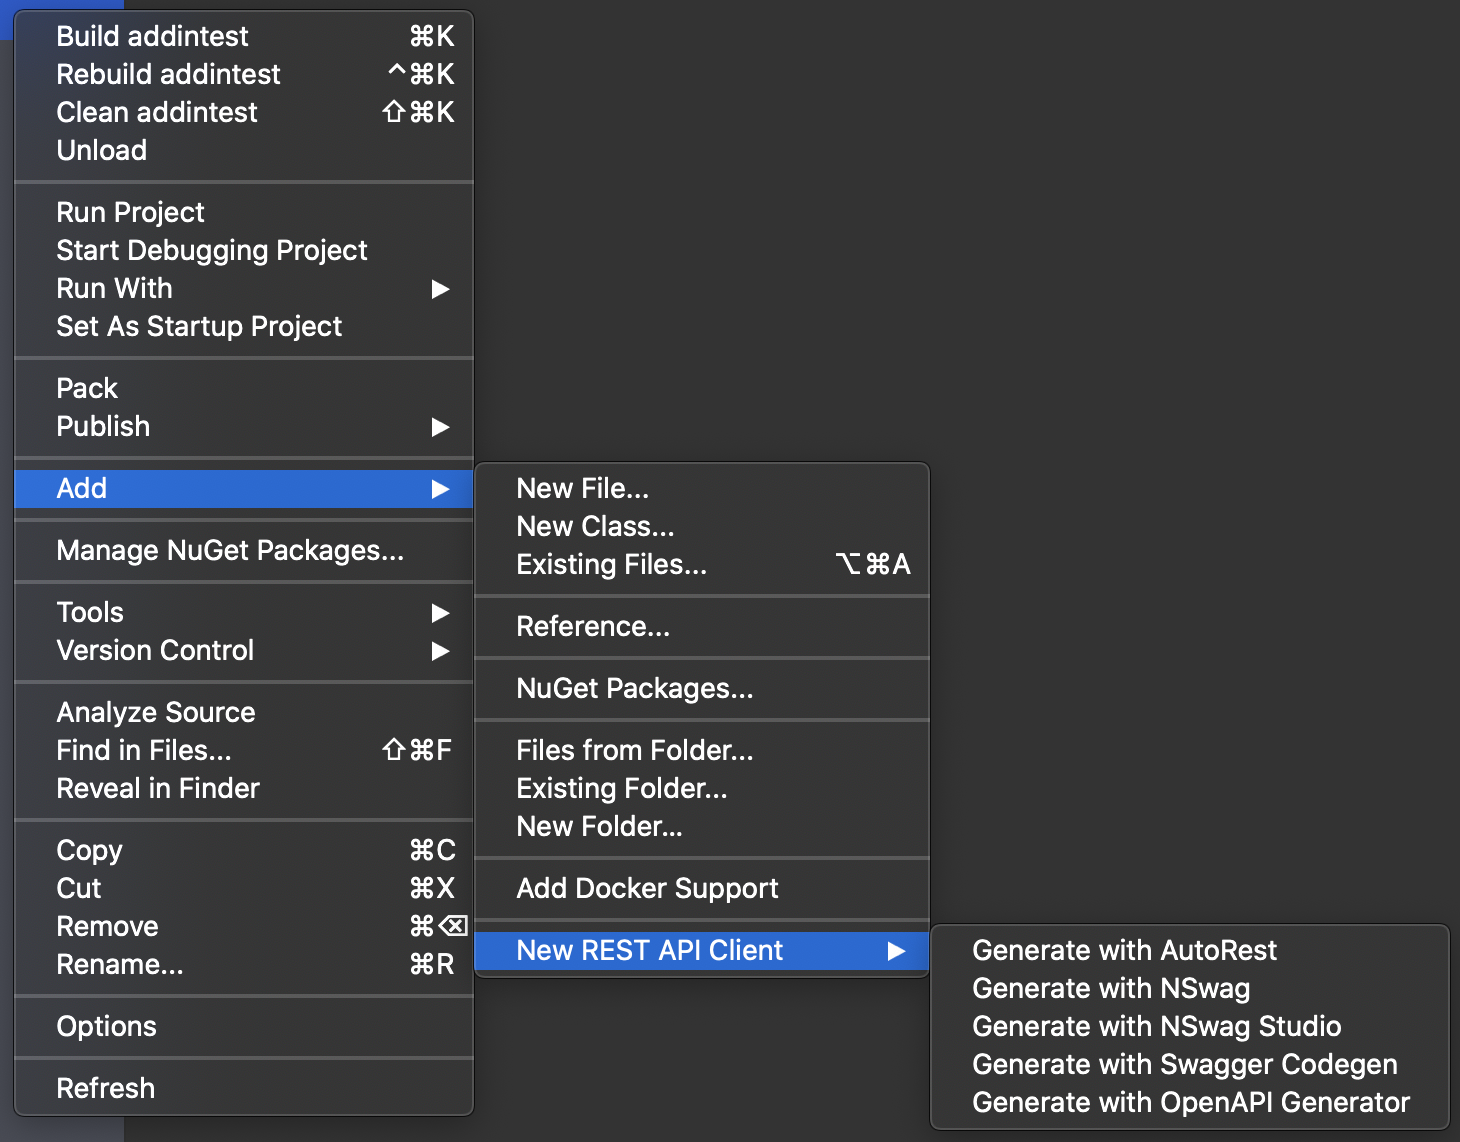 Build addintest ⌘K
Rebuild addintest ^⌘K
Clean addintest ⇧⌘K
Unload
Run Project
Start Debugging Project
Run With ▶
Set As Startup Project
Pack
Publish ▶
Add ▶
Manage NuGet Packages...
Tools ▶
Version Control ▶
Analyze Source
Find in Files... ⇧⌘F
Reveal in Finder
Copy ⌘C
Cut ⌘X
Remove ⌘⌫
Rename... ⌘R
Options
Refresh
New File...
New Class...
Existing Files... ⌥⌘A
Reference...
NuGet Packages...
Files from Folder...
Existing Folder...
New Folder...
Add Docker Support
New REST API Client ▶
Generate with AutoRest
Generate with NSwag
Generate with NSwag Studio
Generate with Swagger Codegen
Generate with OpenAPI Generator